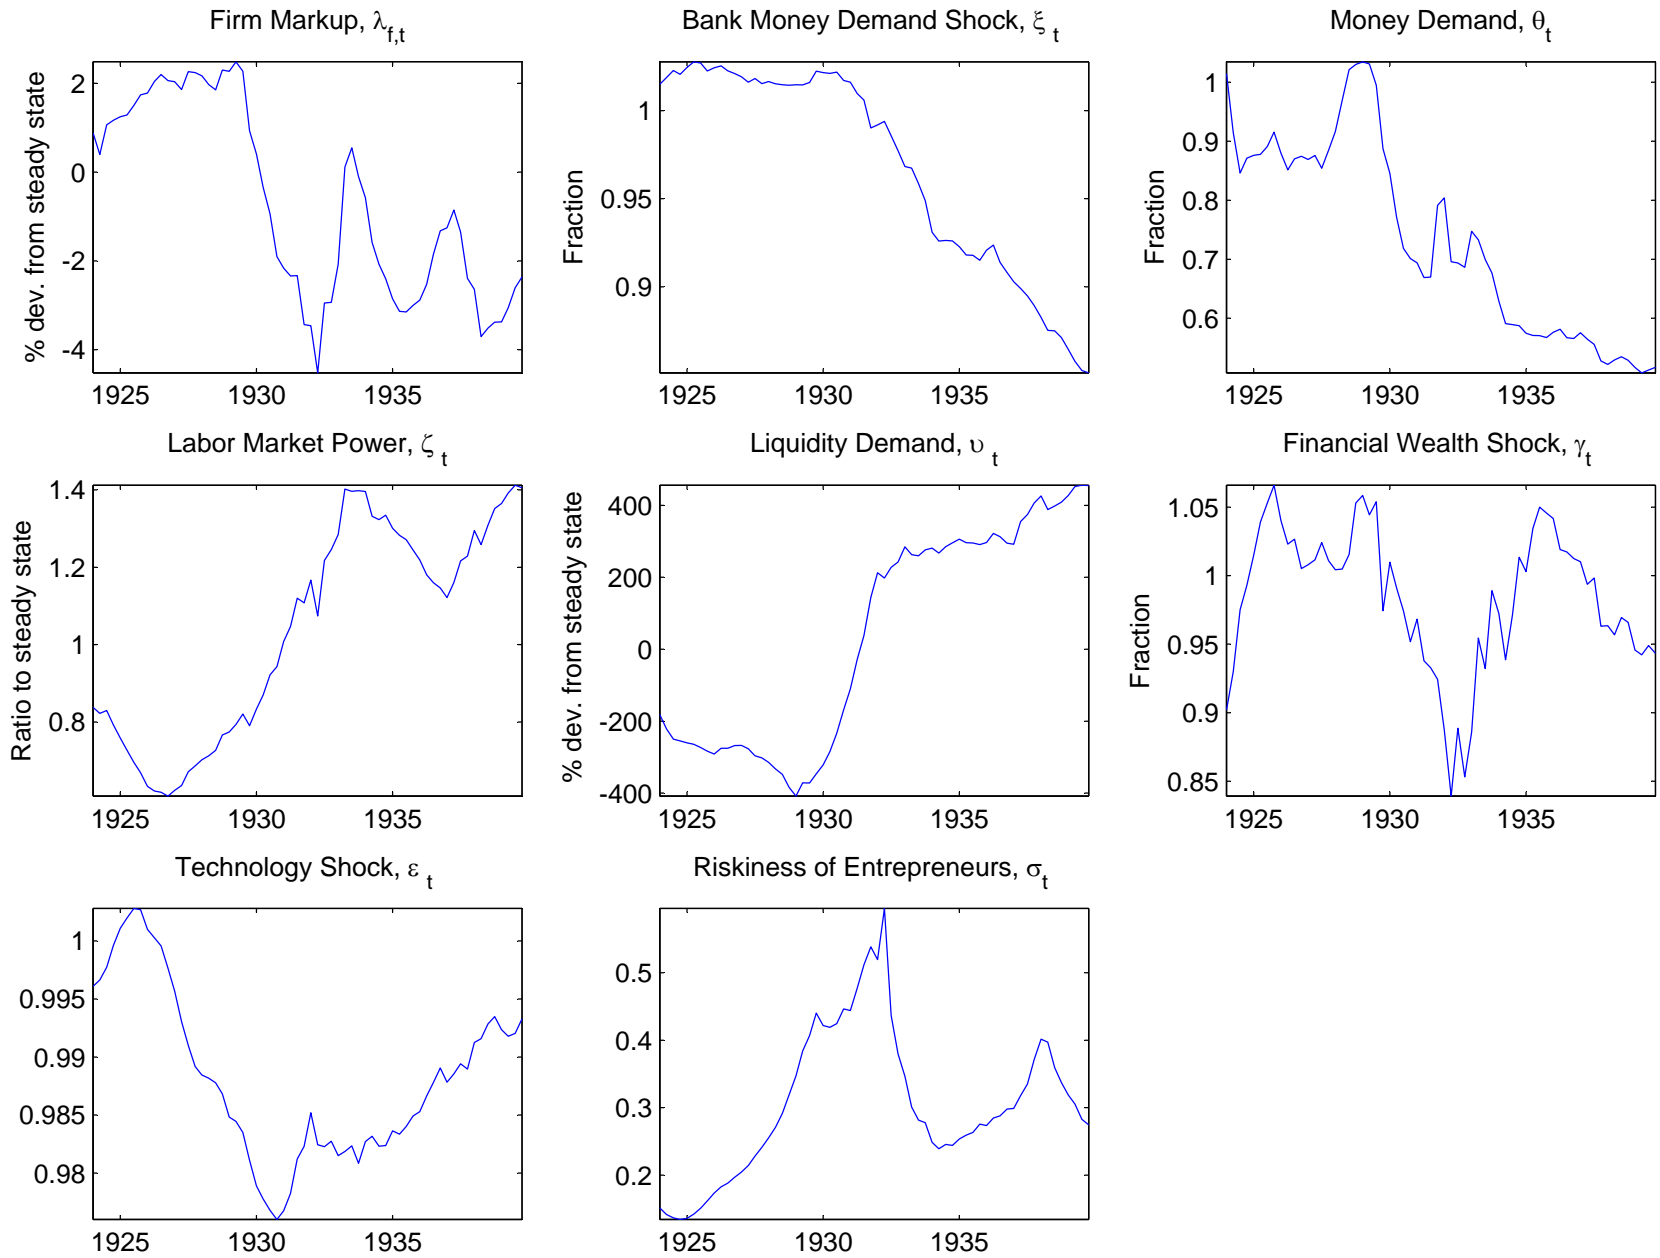 Firm Markup, λf,t
% dev. from steady state
2
0
-2
-4
1925 1930 1935
Bank Money Demand Shock, ξ t
Fraction
1
0.95
0.9
1925 1930 1935
Money Demand, θt
Fraction
1
0.9
0.8
0.7
0.6
1925 1930 1935
Labor Market Power, ζ t
Ratio to steady state
1.4
1.2
1
0.8
1925 1930 1935
Liquidity Demand, υ t
% dev. from steady state
400
200
0
-200
-400
1925 1930 1935
Financial Wealth Shock, γt
Fraction
1.05
1
0.95
0.9
0.85
1925 1930 1935
Technology Shock, ε t
1
0.995
0.99
0.985
0.98
1925 1930 1935
Riskiness of Entrepreneurs, σt
0.5
0.4
0.3
0.2
1925 1930 1935